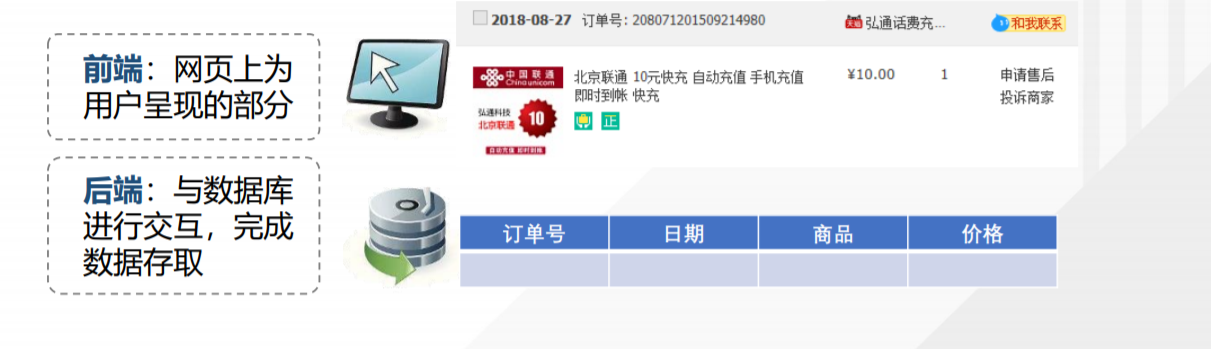 前端：网页上为
用户呈现的部分
2018-08-27 订单号：208071201509214980 天猫 弘通话费充... 和我联系
中国联通
China unicom
弘通科技
北京联通
10
自动充值 即时到账
北京联通 10元快充 自动充值 手机充值
即时到帐 快充
正
¥10.00 1 申请售后
投诉商家
后端：与数据库
进行交互，完成
数据存取
订单号 日期 商品 价格